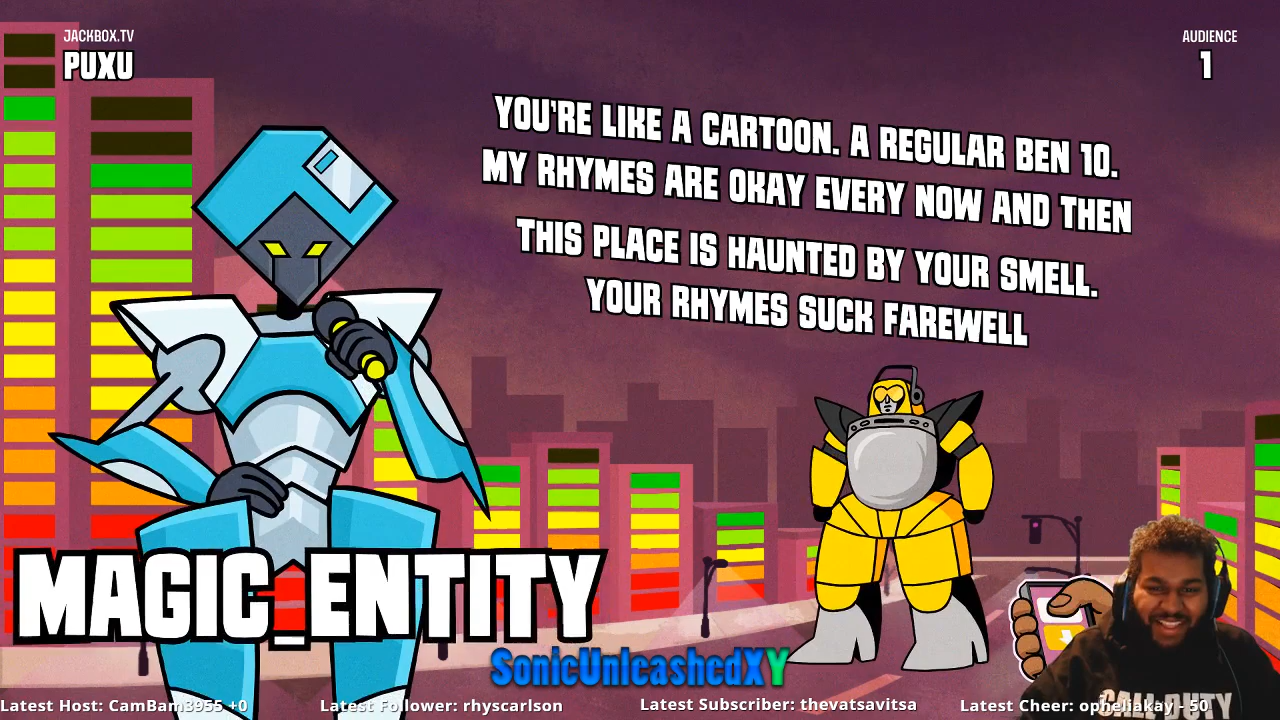 JACKBOX.TV
PUXU
AUDIENCE
1
YOU'RE LIKE A CARTOON. A REGULAR BEN 10.
MY RHYMES ARE OKAY EVERY NOW AND THEN
THIS PLACE IS HAUNTED BY YOUR SMELL.
YOUR RHYMES SUCK FAREWELL
MAGIC_ENTITY
SonicUnleashedXY
CALL OF DUTY
Latest Host: CamBam3955 +0
Latest Follower: rhyscarlson
Latest Subscriber: thevatsavitsa
Latest Cheer: opheliakay - 50